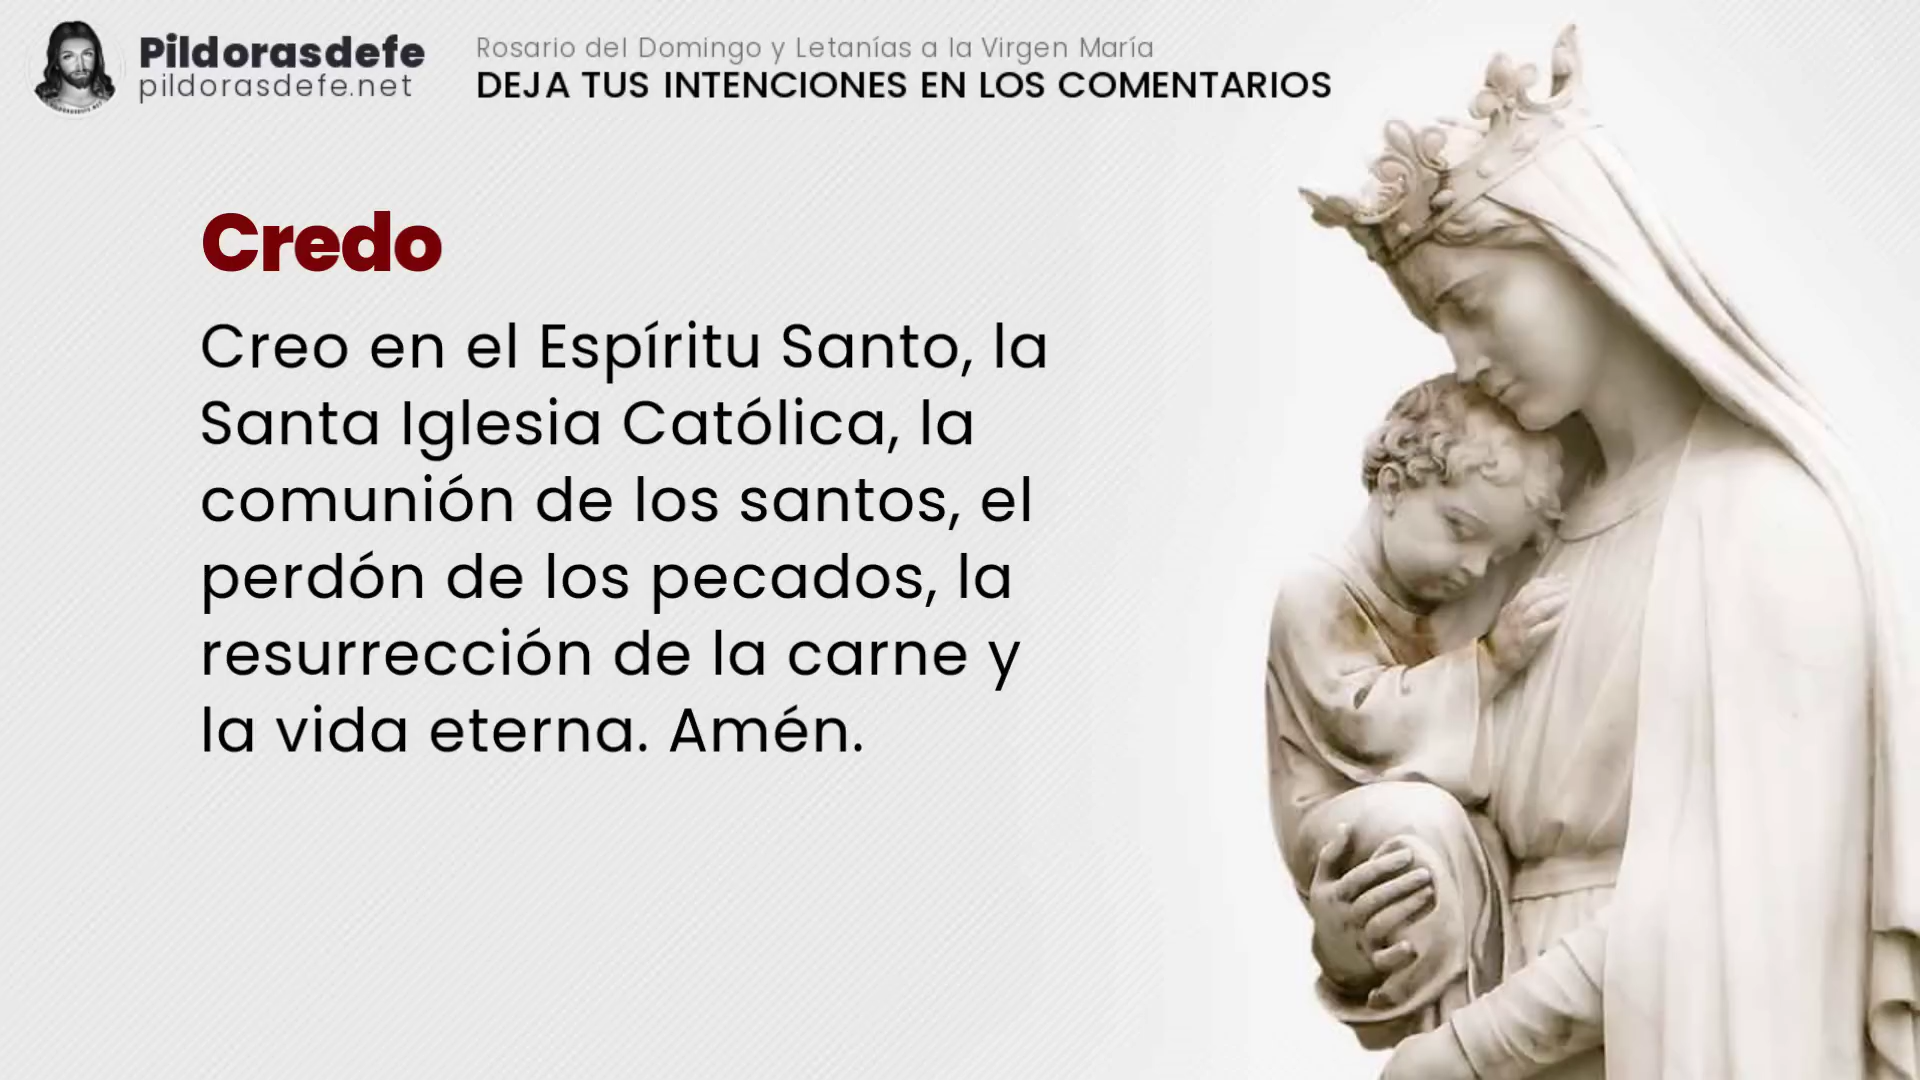 Pildorasdefe
pildorasdefe.net
Rosario del Domingo y Letanías a la Virgen María
DEJA TUS INTENCIONES EN LOS COMENTARIOS
Credo
Creo en el Espíritu Santo, la
Santa Iglesia Católica, la
comunión de los santos, el
perdón de los pecados, la
resurrección de la carne y
la vida eterna. Amén.